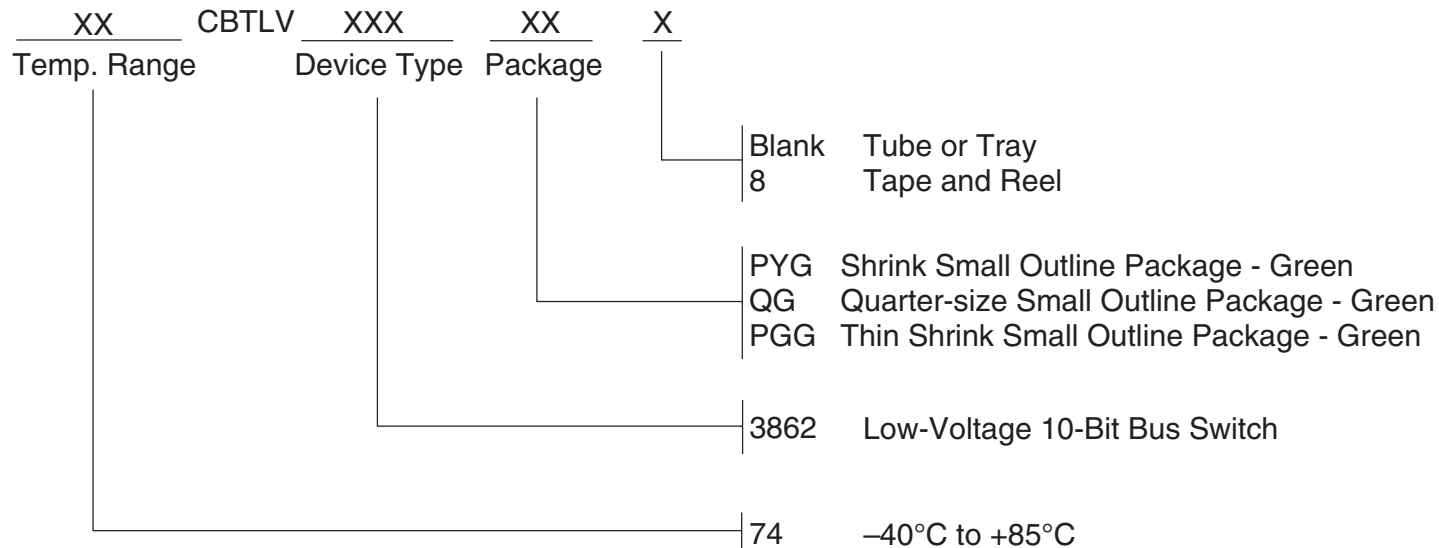 XX CBTLV XXX XX X
Temp. Range Device Type Package
Blank Tube or Tray
8 Tape and Reel
PYG Shrink Small Outline Package - Green
QG Quarter-size Small Outline Package - Green
PGG Thin Shrink Small Outline Package - Green
3862 Low-Voltage 10-Bit Bus Switch
74 –40°C to +85°C